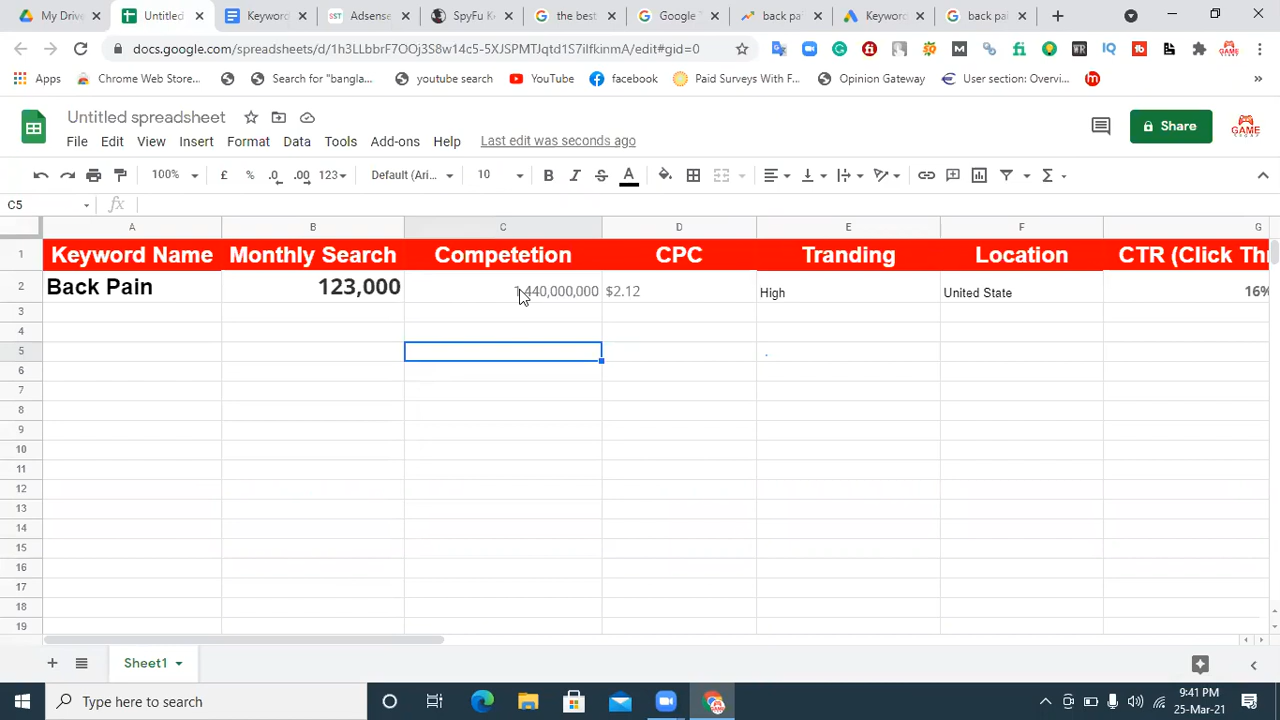 Untitled
Keyword
Adsense
SpyFu K
the best
Google T
back pa
Keyword
back pai
docs.google.com/spreadsheets/d/1h3LLbbrF7OOj3S8w14c5-5XJSPMTJqtd1S7iIfkinmA/edit#gid=0
Apps
Chrome Web Store...
Search for "bangla...
youtube search
YouTube
facebook
Paid Surveys With F...
Opinion Gateway
User section: Overvi...
»
Untitled spreadsheet
File Edit View Insert Format Data Tools Add-ons Help Last edit was seconds ago
Share
100% £ % .0 .00 123 Default (Ari... 10 B I S A
C5 fx
A B C D E F G
1 Keyword Name Monthly Search Competetion CPC Tranding Location CTR (Click Thr
2 Back Pain 123,000 1,440,000,000 $2.12 High United State 16%
3
4
5 .
6
7
8
9
10
11
12
13
14
15
16
17
18
19
Sheet1
Type here to search
9:41 PM
25-Mar-21